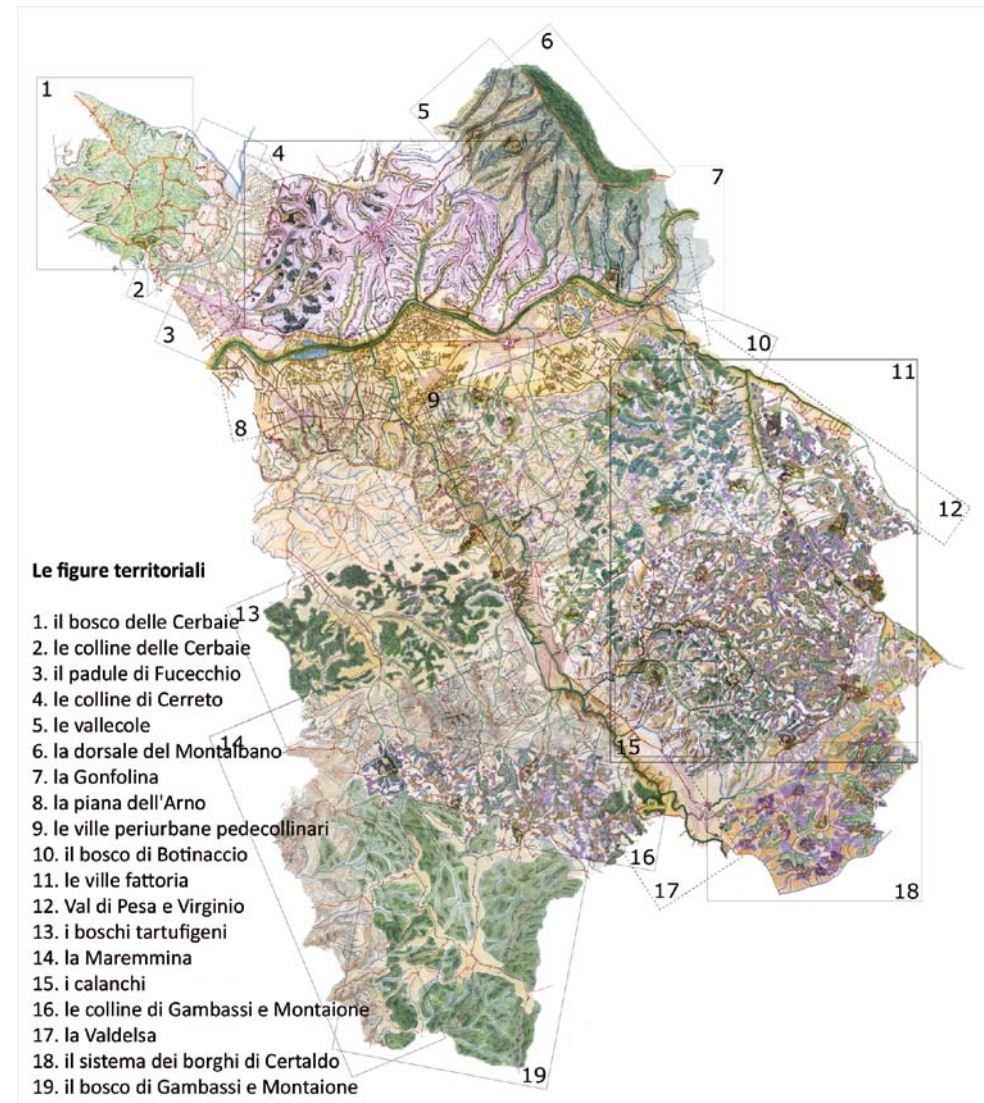 6
1
5
4
7
2
3
10
11
9
8
12
Le figure territoriali
1. il bosco delle Cerbaie
13
2. le colline delle Cerbaie
3. il padule di Fucecchio
4. le colline di Cerreto
5. le vallecole
14
15
6. la dorsale del Montalbano
7. la Gonfolina
8. la piana dell'Arno
9. le ville periurbane pedecollinari
10. il bosco di Botinaccio
16
11. le ville fattoria
17
18
12. Val di Pesa e Virginio
13. i boschi tartufigeni
14. la Maremmina
15. i calanchi
16. le colline di Gambassi e Montaione
17. la Valdelsa
18. il sistema dei borghi di Certaldo
19
19. il bosco di Gambassi e Montaione